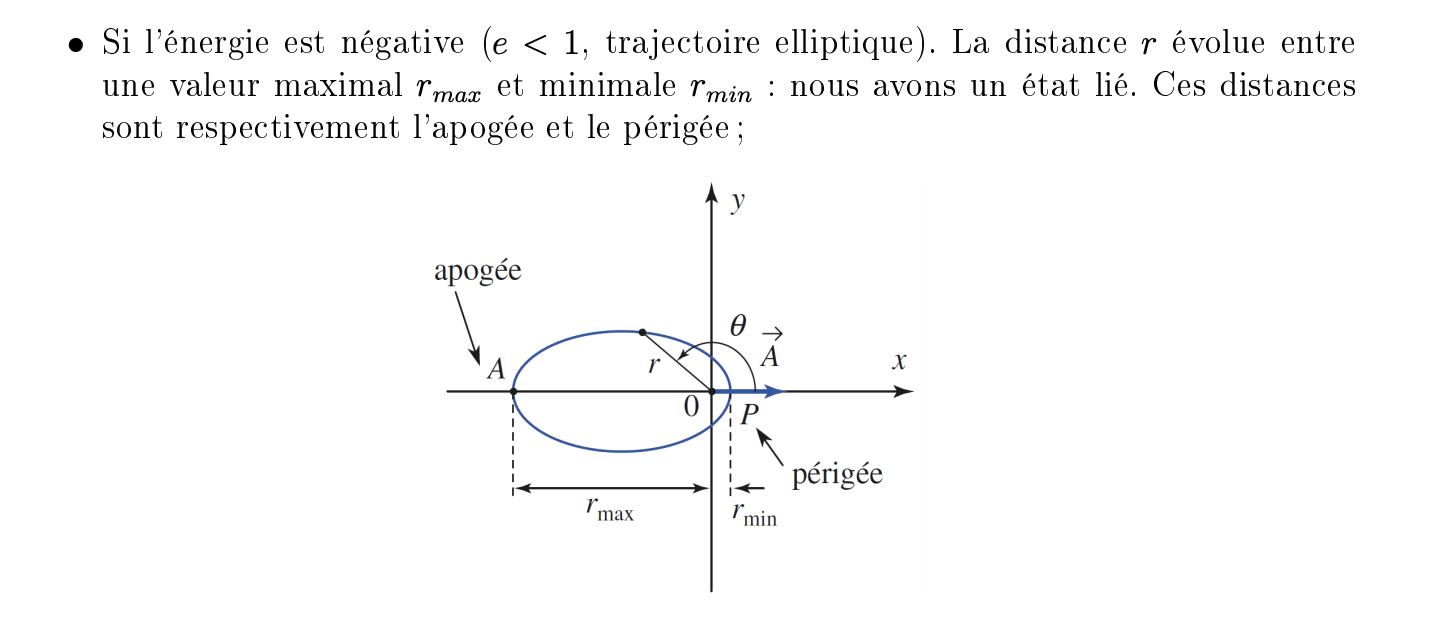 • Si l'énergie est négative (e < 1, trajectoire elliptique). La distance r évolue entre
une valeur maximal r_max et minimale r_min : nous avons un état lié. Ces distances
sont respectivement l'apogée et le périgée ;
y
apogée
θ
A⃗
A
r
x
0
P
périgée
r_max
r_min